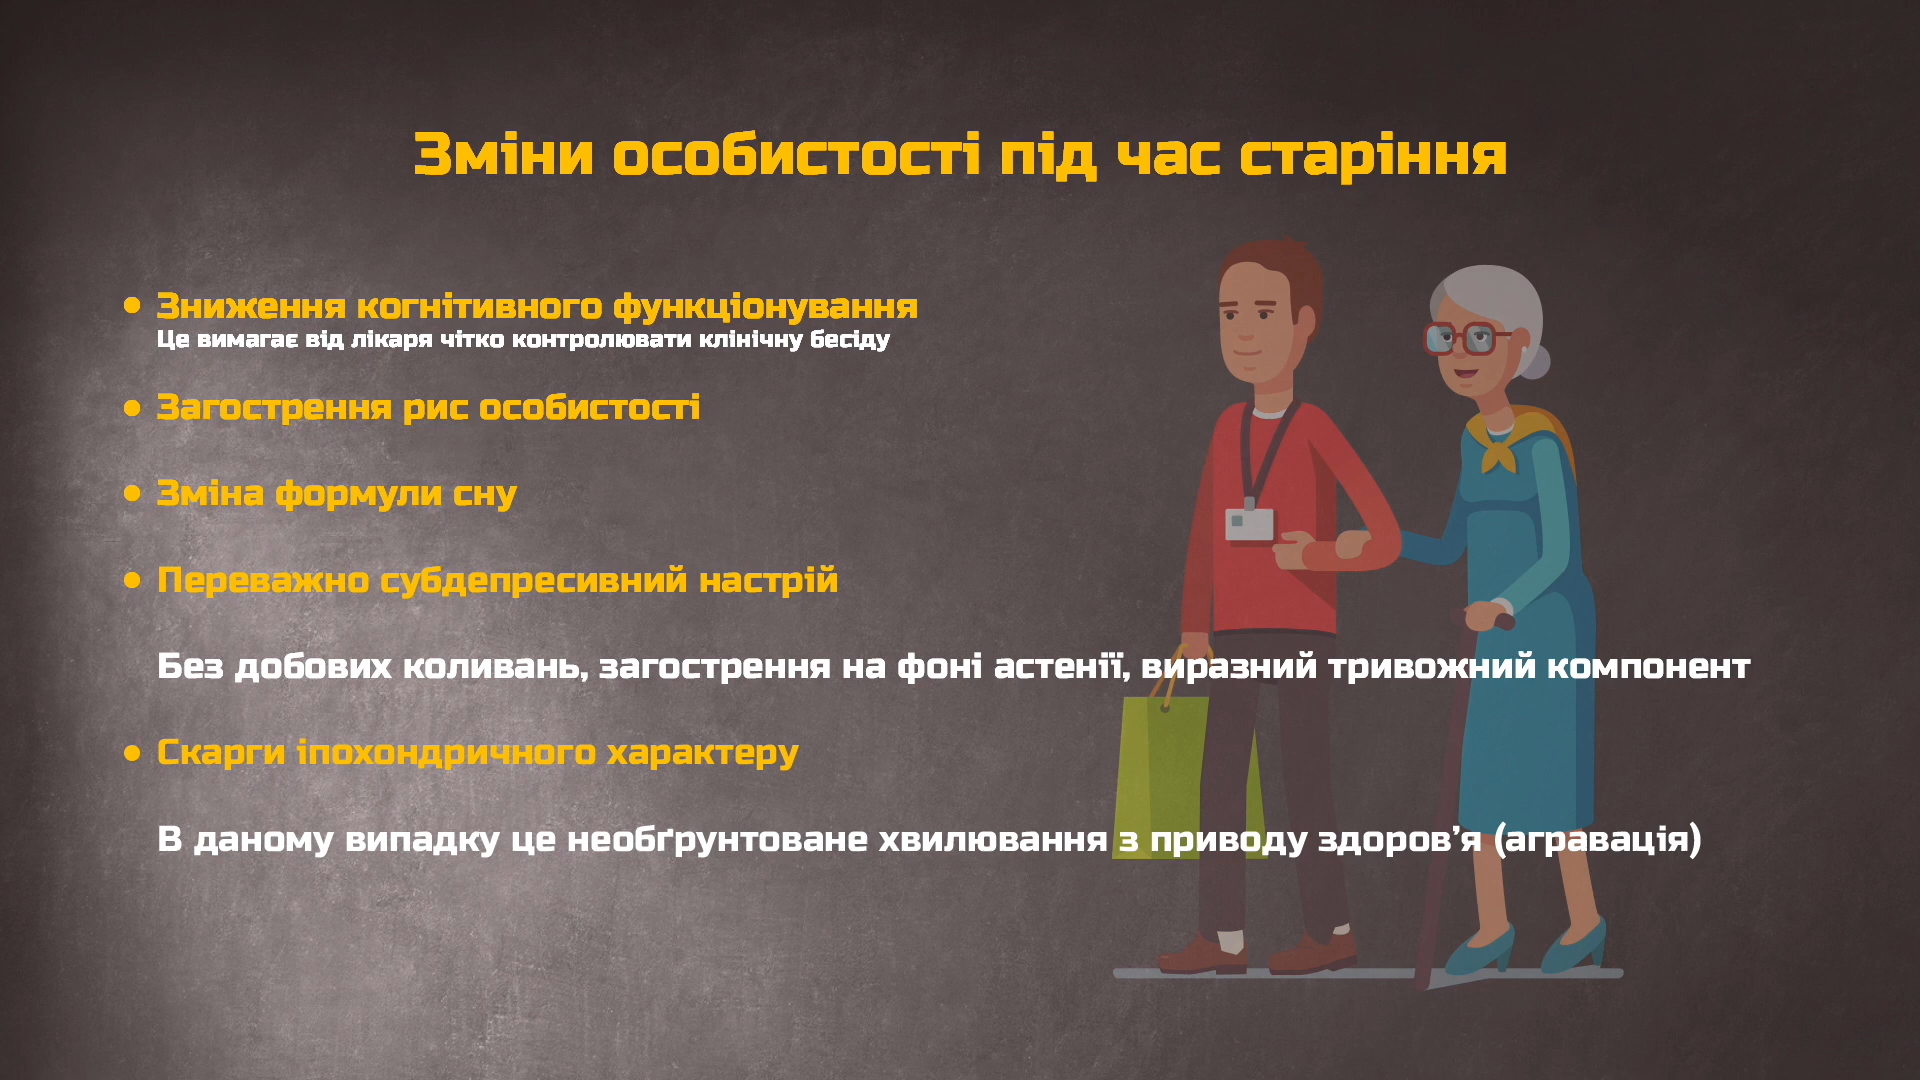 Зміни особистості під час старіння
• Зниження когнітивного функціонування
Це вимагає від лікаря чітко контролювати клінічну бесіду
• Загострення рис особистості
• Зміна формули сну
• Переважно субдепресивний настрій
Без добових коливань, загострення на фоні астенії, виразний тривожний компонент
• Скарги іпохондричного характеру
В даному випадку це необґрунтоване хвилювання з приводу здоров’я (агравація)